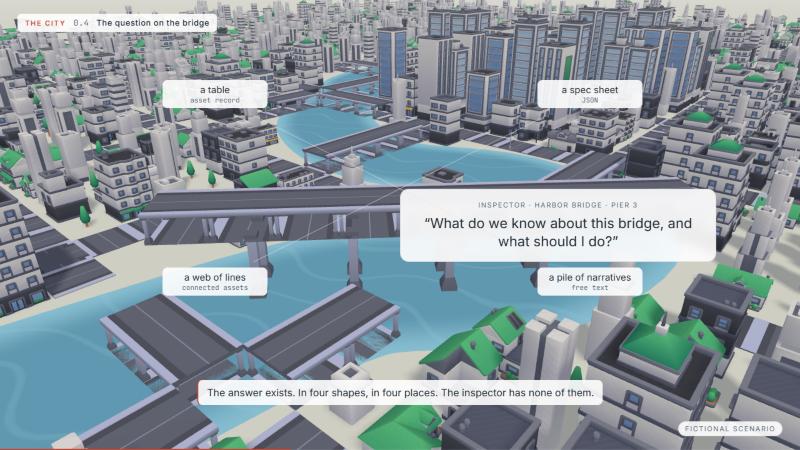 THE CITY 0.4 The question on the bridge
a table
asset record
a spec sheet
JSON
INSPECTOR · HARBOR BRIDGE · PIER 3
“What do we know about this bridge, and
what should I do?”
a web of lines
connected assets
a pile of narratives
free text
The answer exists. In four shapes, in four places. The inspector has none of them.
FICTIONAL SCENARIO